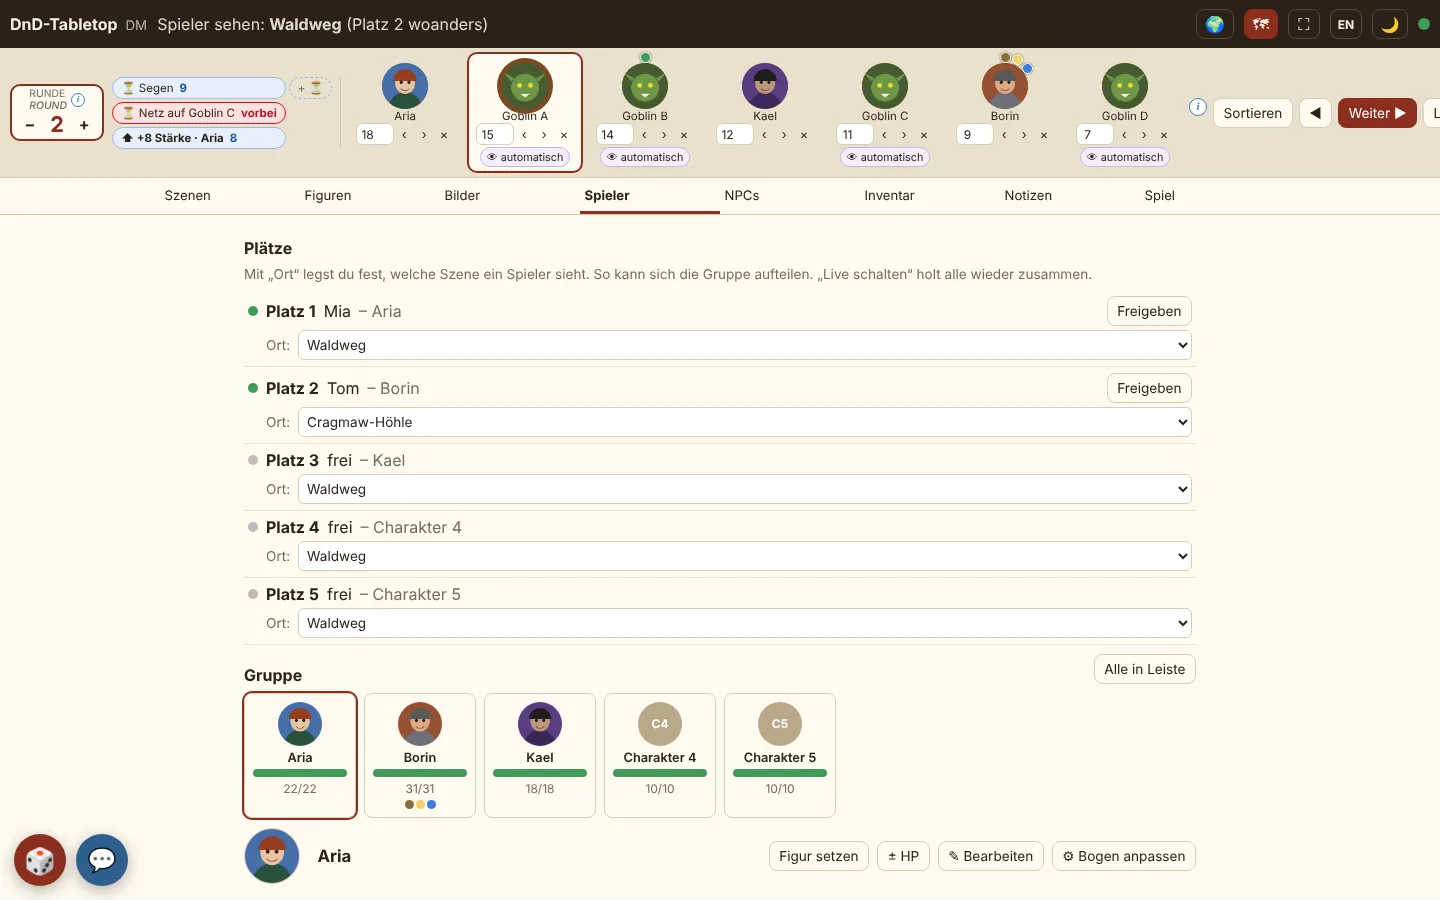 DnD-Tabletop DM Spieler sehen: Waldweg (Platz 2 woanders)
EN
RUNDE
ROUND
i
− 2 +
Segen 9
+
Netz auf Goblin C vorbei
+8 Stärke · Aria 8
Aria
18 ‹ › ×
Goblin A
15 ‹ › ×
automatisch
Goblin B
14 ‹ › ×
automatisch
Kael
12 ‹ › ×
Goblin C
11 ‹ › ×
automatisch
Borin
9 ‹ › ×
Goblin D
7 ‹ › ×
automatisch
i
Sortieren
◀
Weiter ▶
Szenen
Figuren
Bilder
Spieler
NPCs
Inventar
Notizen
Spiel
Plätze
Mit „Ort“ legst du fest, welche Szene ein Spieler sieht. So kann sich die Gruppe aufteilen. „Live schalten“ holt alle wieder zusammen.
Platz 1 Mia – Aria
Freigeben
Ort: Waldweg
Platz 2 Tom – Borin
Freigeben
Ort: Cragmaw-Höhle
Platz 3 frei – Kael
Ort: Waldweg
Platz 4 frei – Charakter 4
Ort: Waldweg
Platz 5 frei – Charakter 5
Ort: Waldweg
Gruppe
Alle in Leiste
Aria
22/22
Borin
31/31
Kael
18/18
C4
Charakter 4
10/10
C5
Charakter 5
10/10
Aria
Figur setzen
± HP
✎ Bearbeiten
⚙ Bogen anpassen